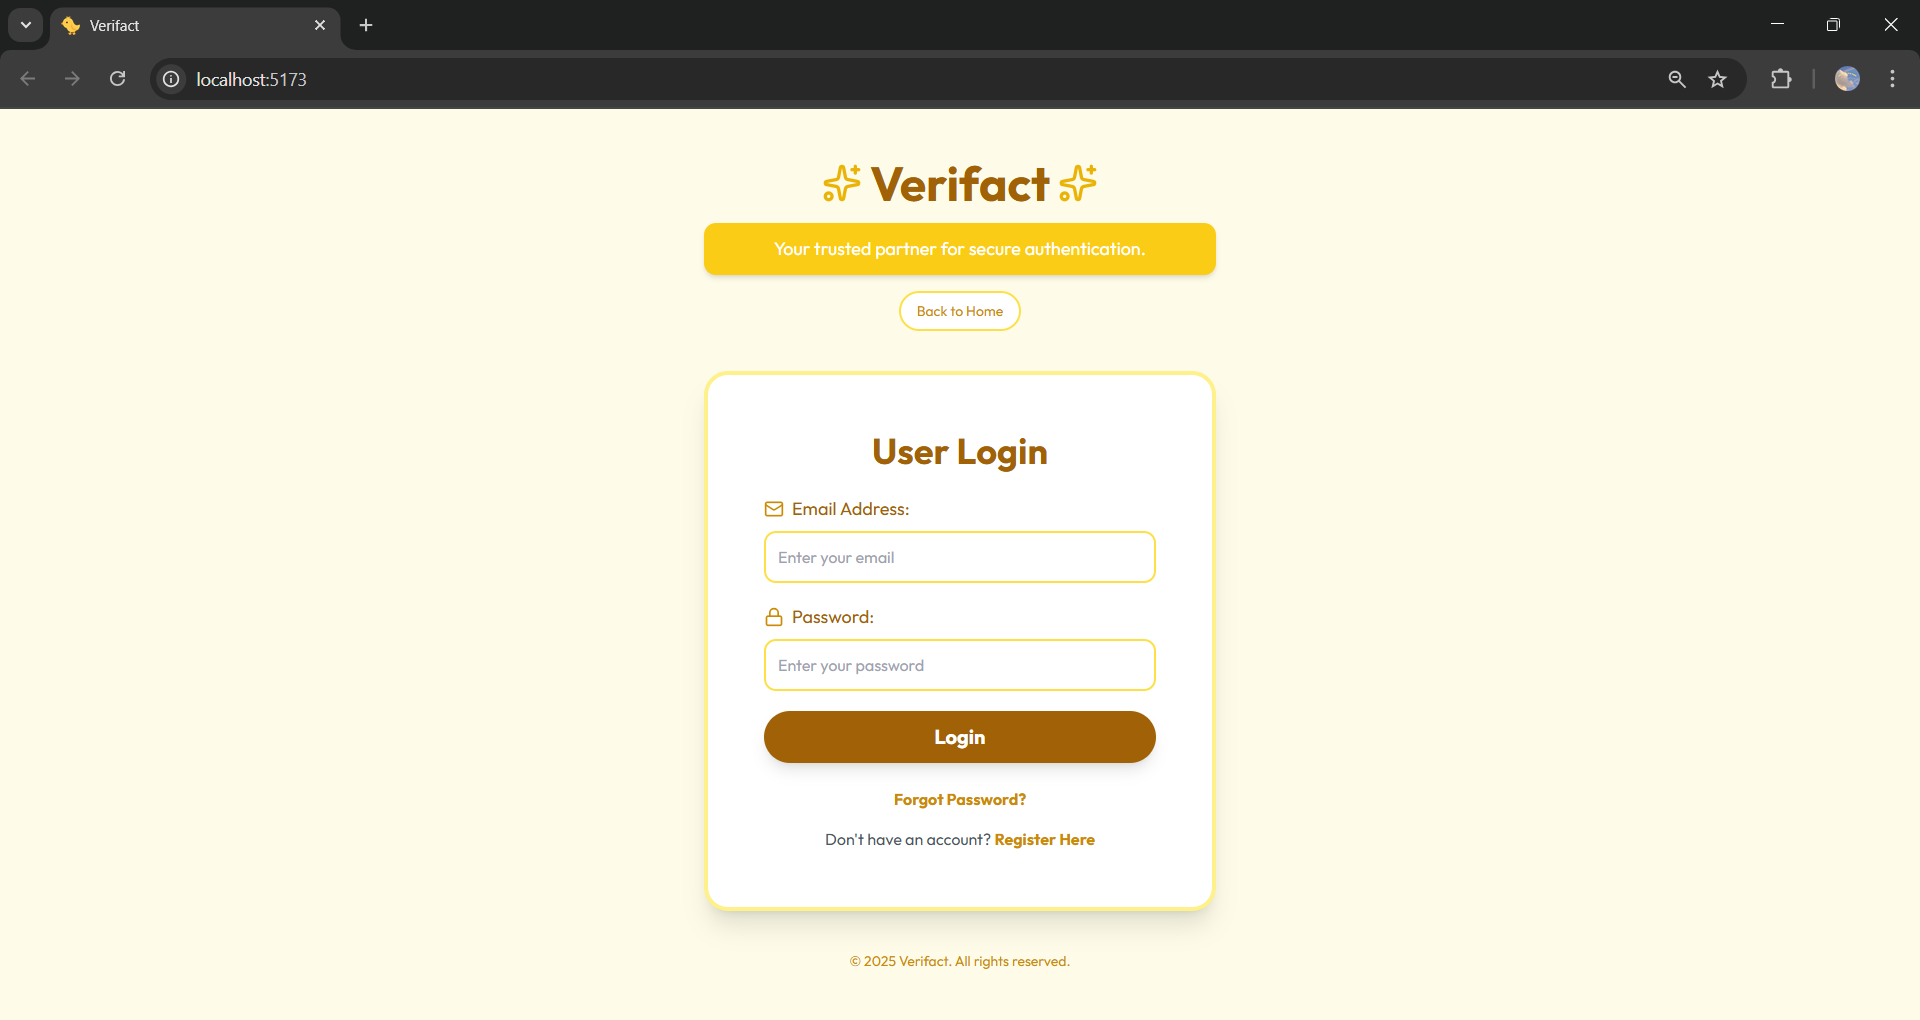 Verifact
localhost:5173
Verifact
Your trusted partner for secure authentication.
Back to Home
User Login
Email Address:
Enter your email
Password:
Enter your password
Login
Forgot Password?
Don't have an account? Register Here
© 2025 Verifact. All rights reserved.